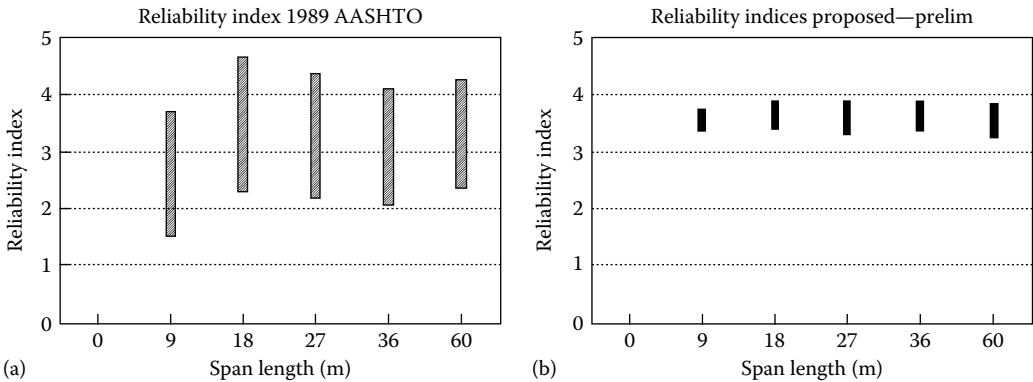 Reliability index 1989 AASHTO
5
4
3
2
1
0
Reliability index
0 9 18 27 36 60
Span length (m)
(a)
Reliability indices proposed—prelim
5
4
3
2
1
0
Reliability index
0 9 18 27 36 60
Span length (m)
(b)